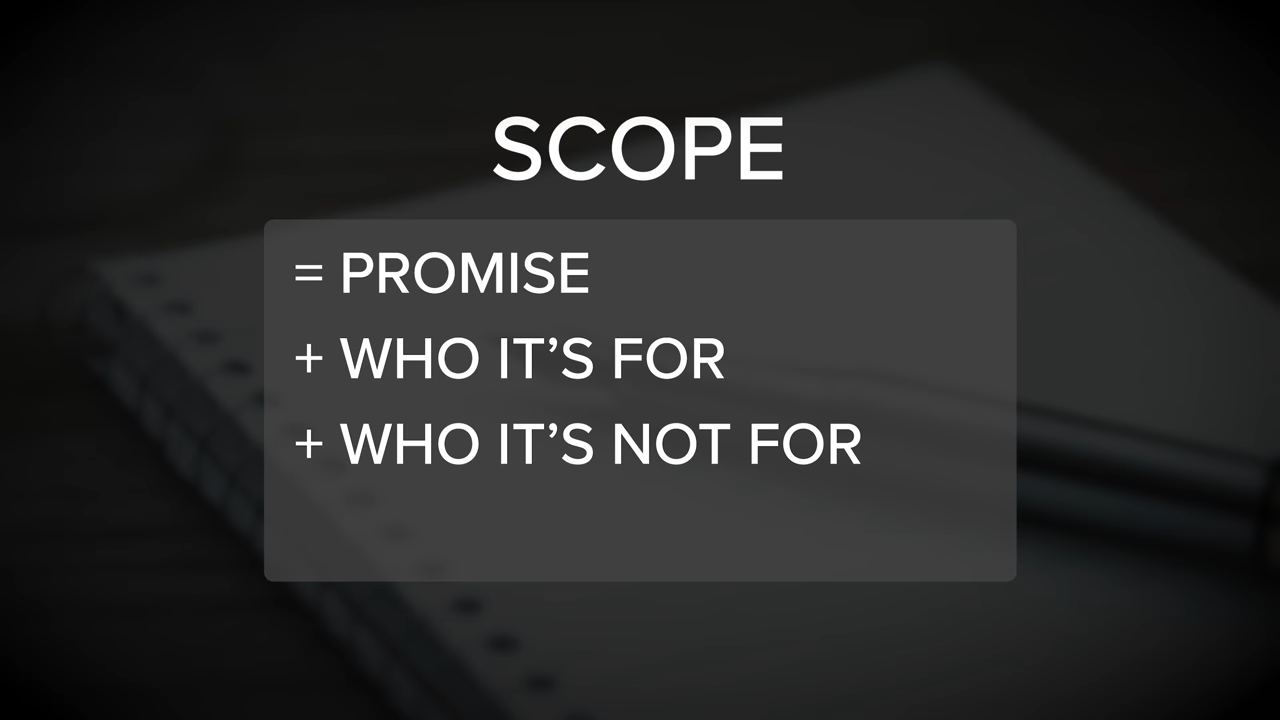 SCOPE
= PROMISE
+ WHO IT’S FOR
+ WHO IT’S NOT FOR